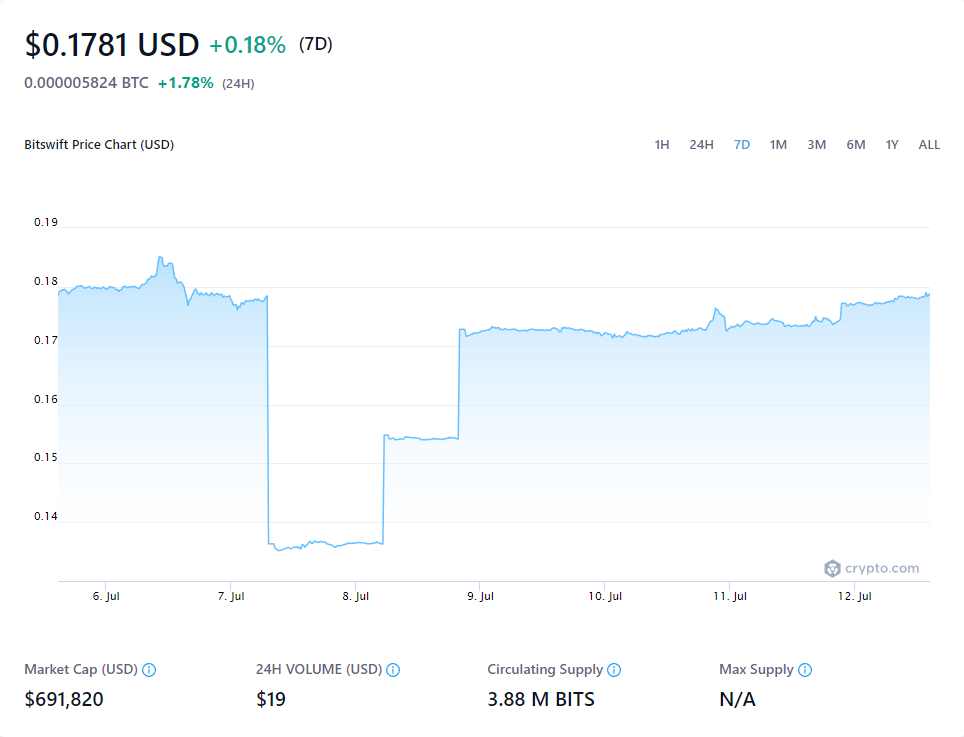 $0.1781 USD +0.18% (7D)
0.000005824 BTC +1.78% (24H)
Bitswift Price Chart (USD) 1H 24H 7D 1M 3M 6M 1Y ALL
0.19
0.18
0.17
0.16
0.15
0.14
crypto.com
6. Jul 7. Jul 8. Jul 9. Jul 10. Jul 11. Jul 12. Jul
Market Cap (USD) 24H VOLUME (USD) Circulating Supply Max Supply
$691,820 $19 3.88 M BITS N/A